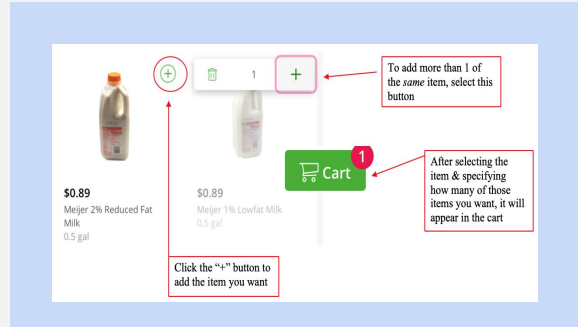 1
To add more than 1 of
the same item, select this
button
1
Cart
After selecting the
item & specifying
how many of those
items you want, it will
appear in the cart
$0.89
Meijer 2% Reduced Fat
Milk
0.5 gal
$0.89
Meijer 1% Lowfat Milk
0.5 gal
Click the “+” button to
add the item you want